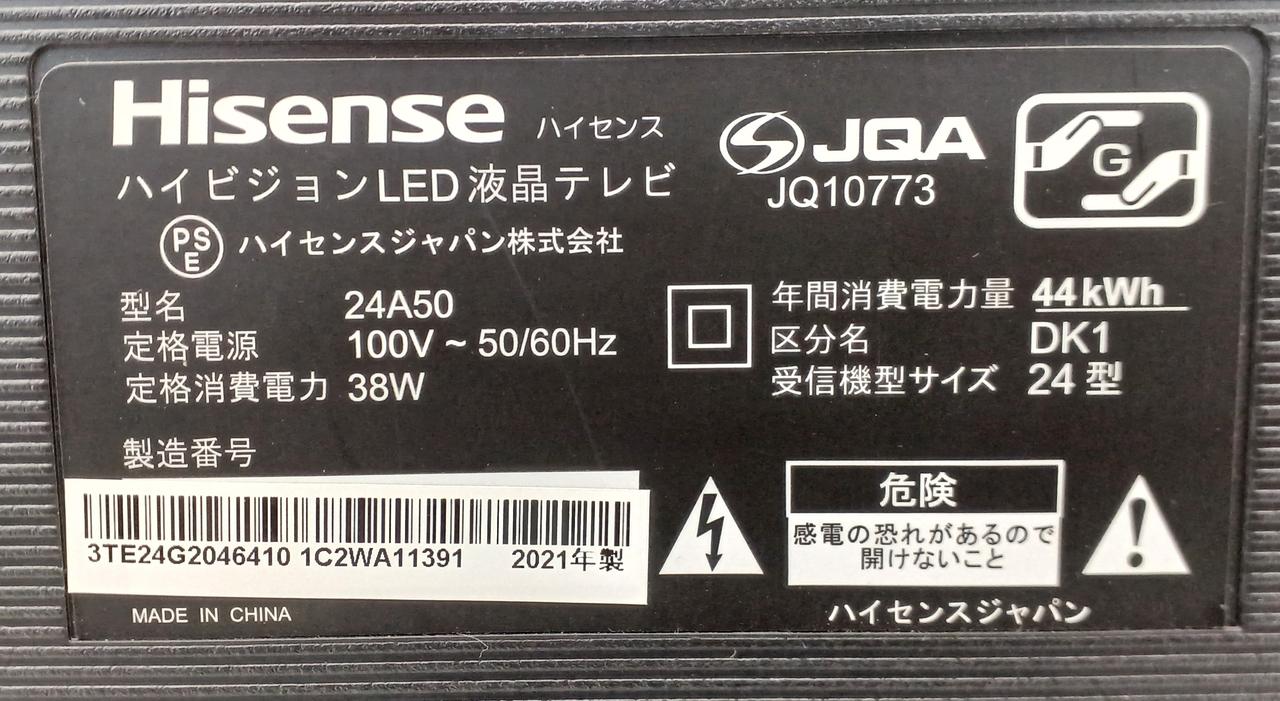 Hisense ハイセンス
ハイビジョンLED液晶テレビ
PSE ハイセンスジャパン株式会社
JQA
JQ10773
G
型名 24A50
定格電源 100V ~ 50/60Hz
定格消費電力 38W
年間消費電力量 44kWh
区分名 DK1
受信機型サイズ 24型
製造番号
3TE24G2046410 1C2WA11391 2021年製
MADE IN CHINA
危険
感電の恐れがあるので
開けないこと
ハイセンスジャパン